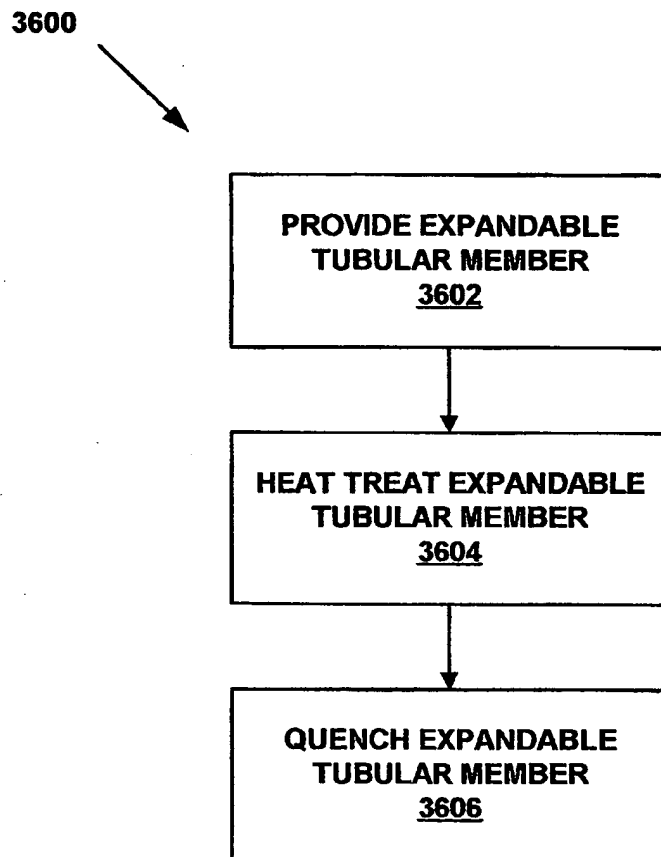 3600
PROVIDE EXPANDABLE
TUBULAR MEMBER
3602
HEAT TREAT EXPANDABLE
TUBULAR MEMBER
3604
QUENCH EXPANDABLE
TUBULAR MEMBER
3606